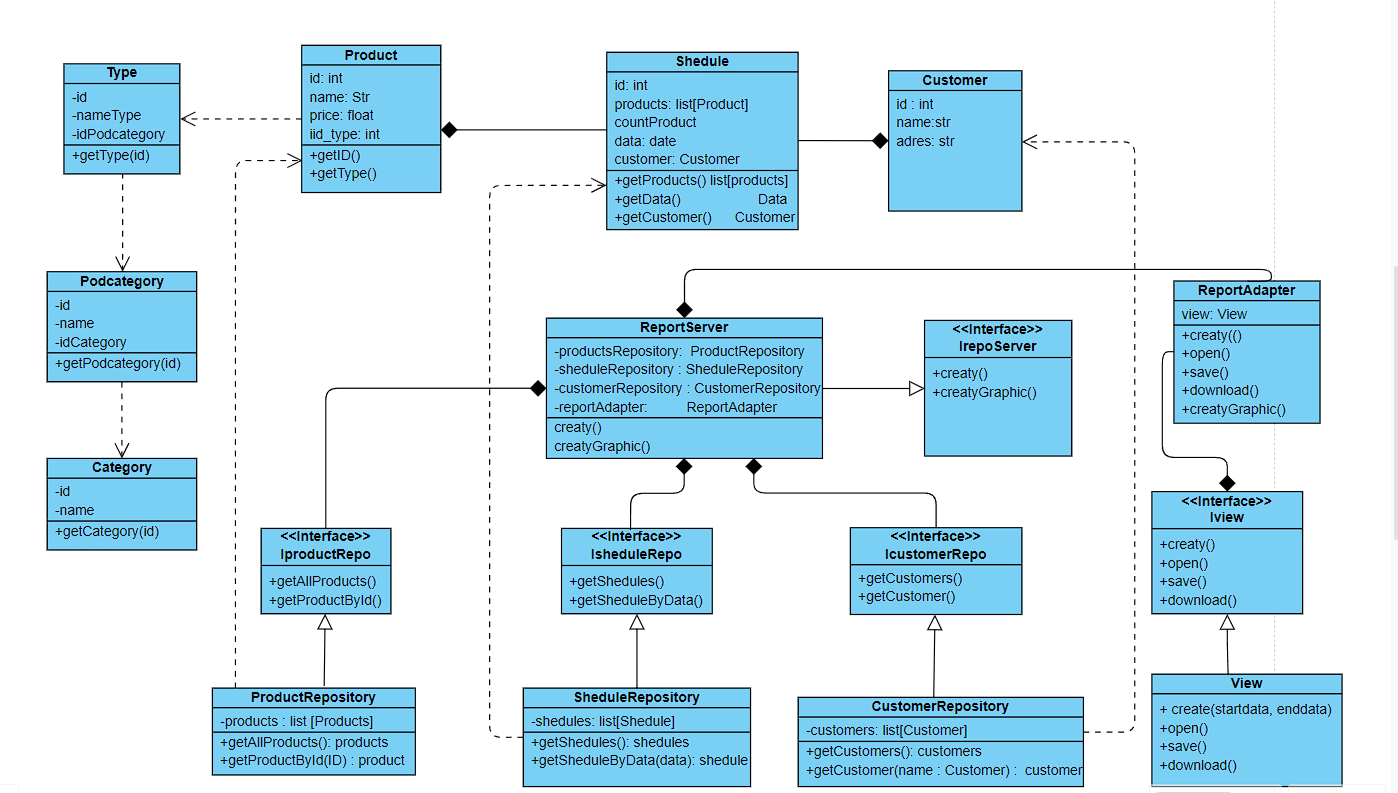 Type
-id
-nameType
-idPodcategory
+getType(id)
Product
id: int
name: Str
price: float
iid_type: int
+getID()
+getType()
Shedule
id: int
products: list[Product]
countProduct
data: date
customer: Customer
+getProducts() list[products]
+getData() Data
+getCustomer() Customer
Customer
id : int
name:str
adres: str
Podcategory
-id
-name
-idCategory
+getPodcategory(id)
Category
-id
-name
+getCategory(id)
ReportServer
-productsRepository: ProductRepository
-sheduleRepository : SheduleRepository
-customerRepository : CustomerRepository
-reportAdapter: ReportAdapter
creaty()
creatyGraphic()
<<Interface>>
IrepoServer
+creaty()
+creatyGraphic()
ReportAdapter
view: View
+creaty(()
+open()
+save()
+download()
+creatyGraphic()
<<Interface>>
IproductRepo
+getAllProducts()
+getProductById()
<<Interface>>
IsheduleRepo
+getShedules()
+getSheduleByData()
<<Interface>>
IcustomerRepo
+getCustomers()
+getCustomer()
<<Interface>>
Iview
+creaty()
+open()
+save()
+download()
ProductRepository
-products : list [Products]
+getAllProducts(): products
+getProductById(ID) : product
SheduleRepository
-shedules: list[Shedule]
+getShedules(): shedules
+getSheduleByData(data): shedule
CustomerRepository
-customers: list[Customer]
+getCustomers(): customers
+getCustomer(name : Customer) : customer
View
+ create(startdata, enddata)
+open()
+save()
+download()